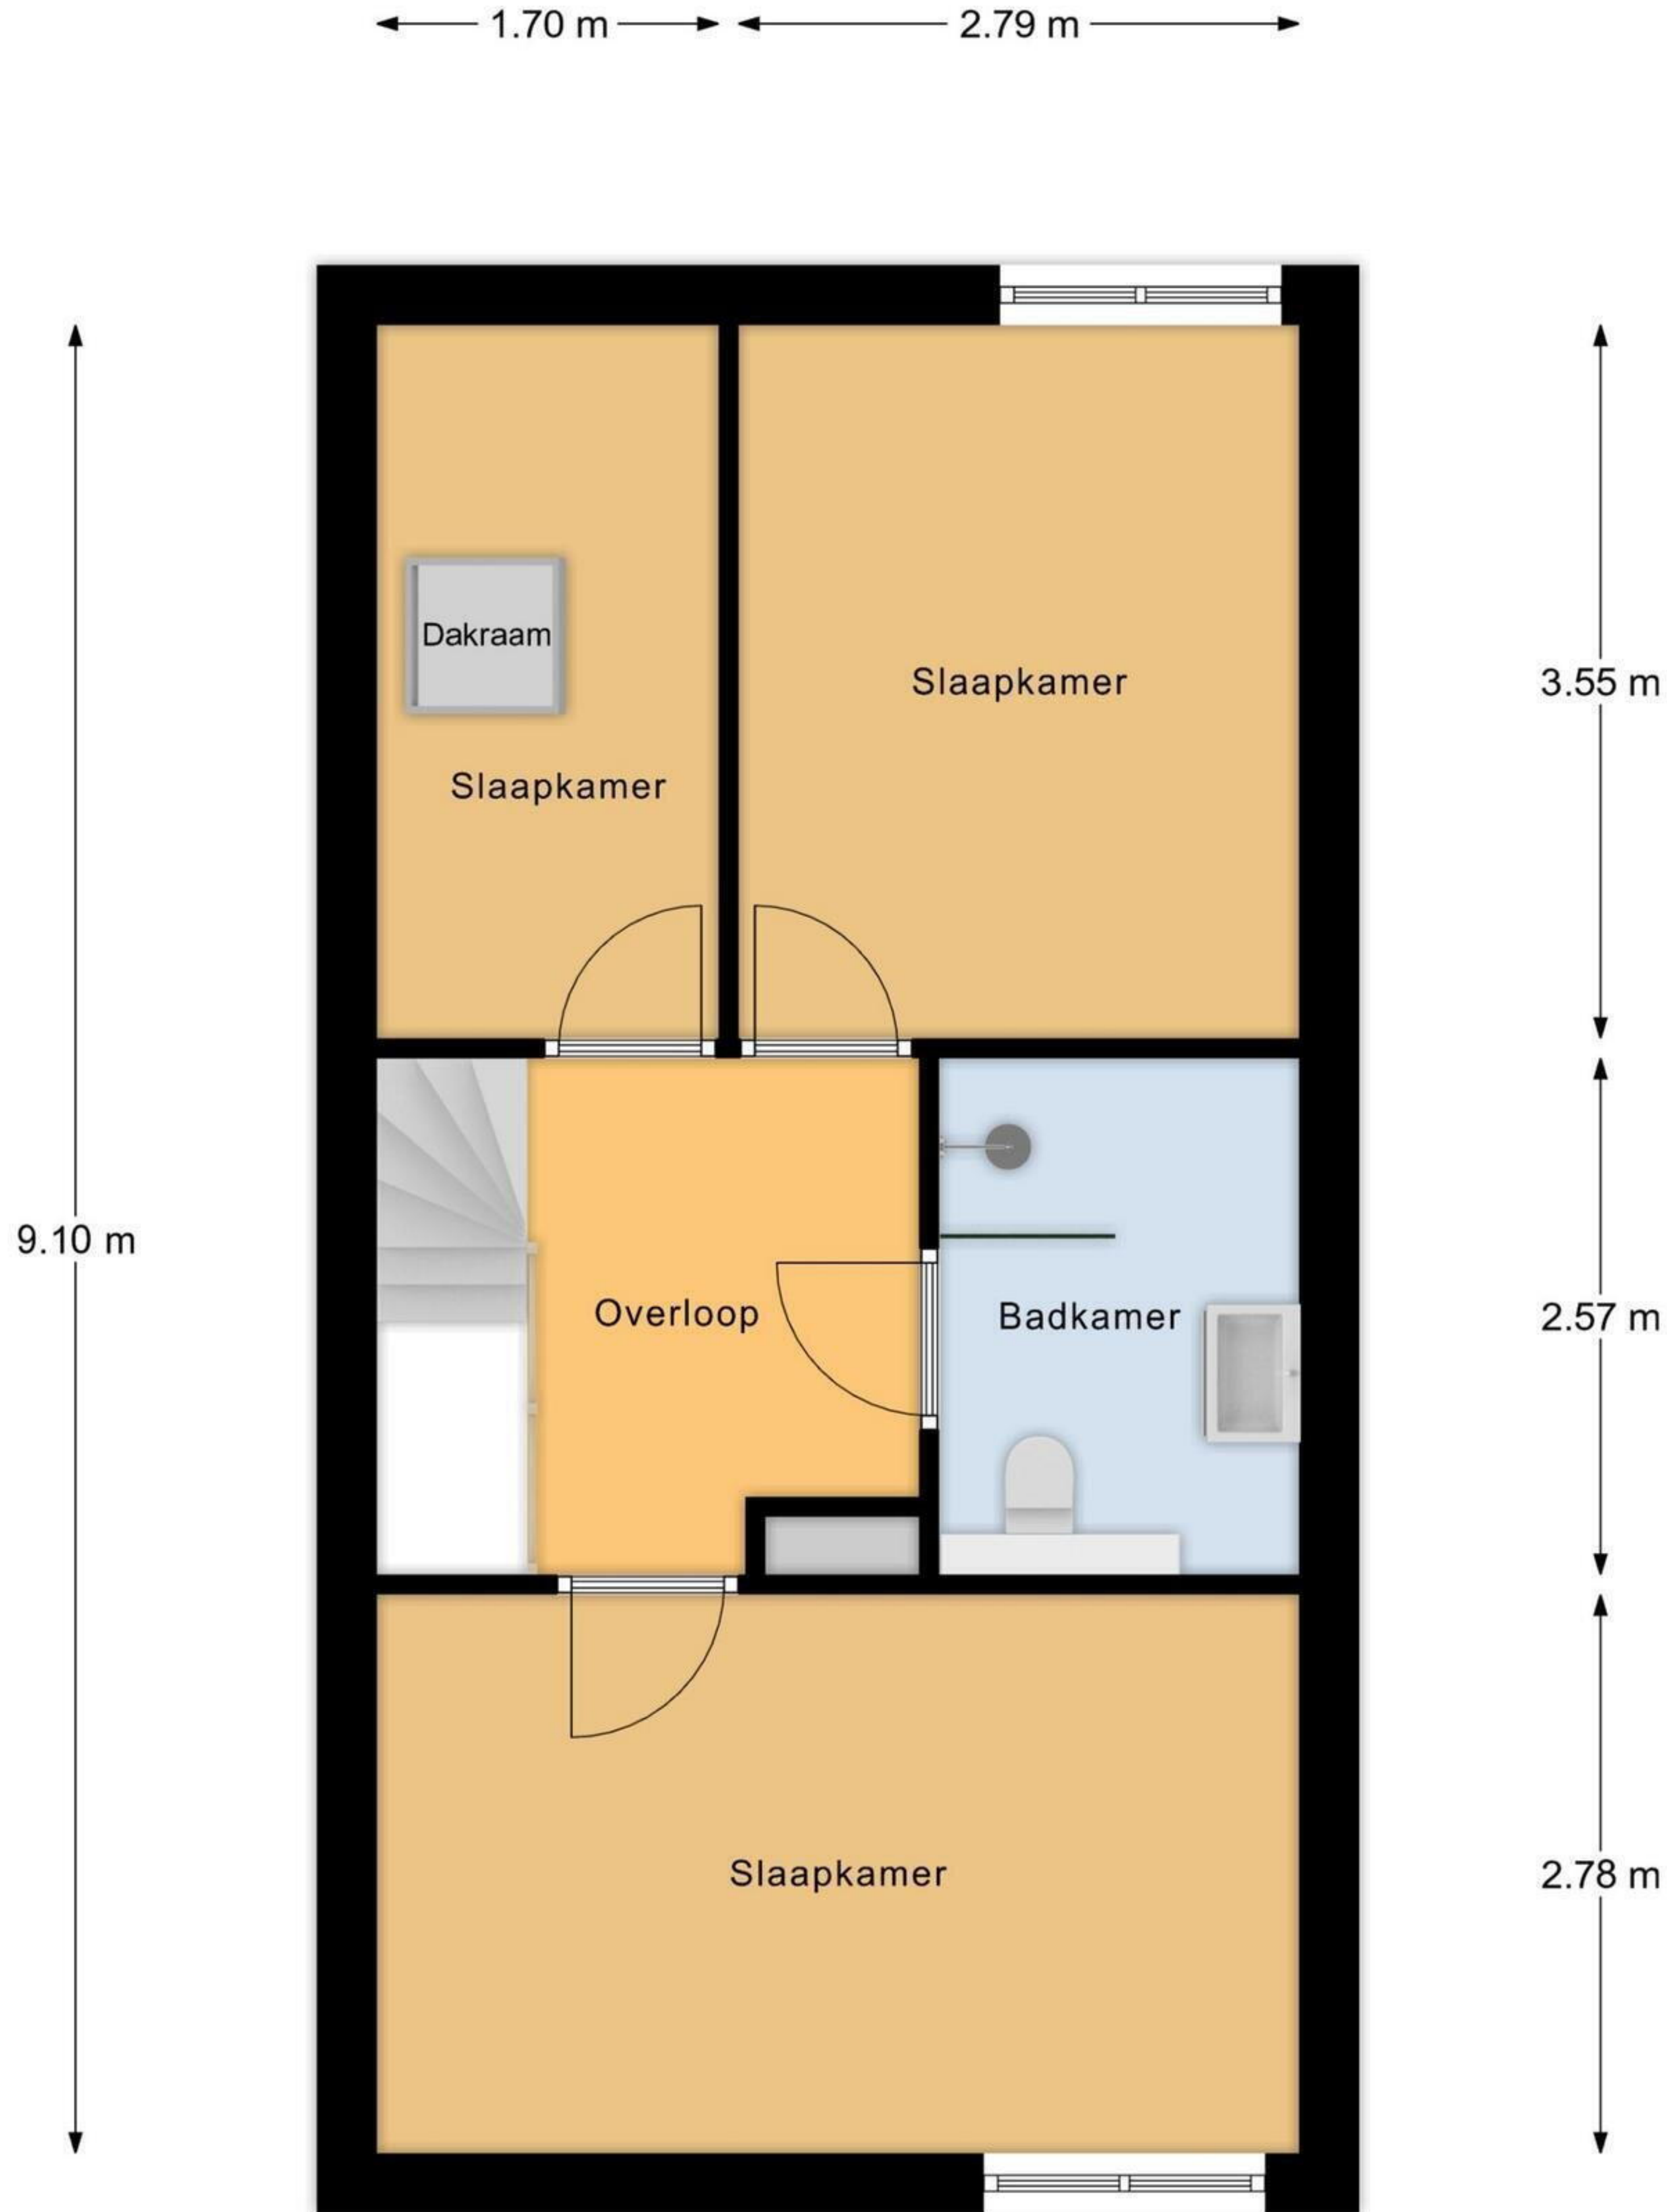 1.70 m
2.79 m
Dakraam
Slaapkamer
3.55 m
Slaapkamer
9.10 m
Overloop
Badkamer
2.57 m
Slaapkamer
2.78 m